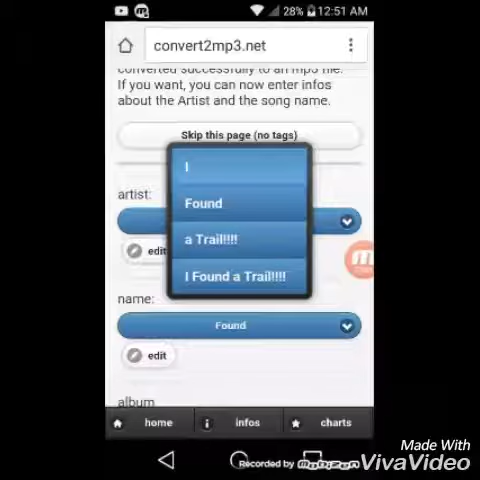 28% 12:51 AM
convert2mp3.net
converted successfully to an mp3 file.
If you want, you can now enter infos
about the Artist and the song name.
Skip this page (no tags)
I
artist:
Found
a Trail!!!!
edit
I Found a Trail!!!!
name:
Found
edit
album
home infos charts
Made With
Recorded by
VivaVideo